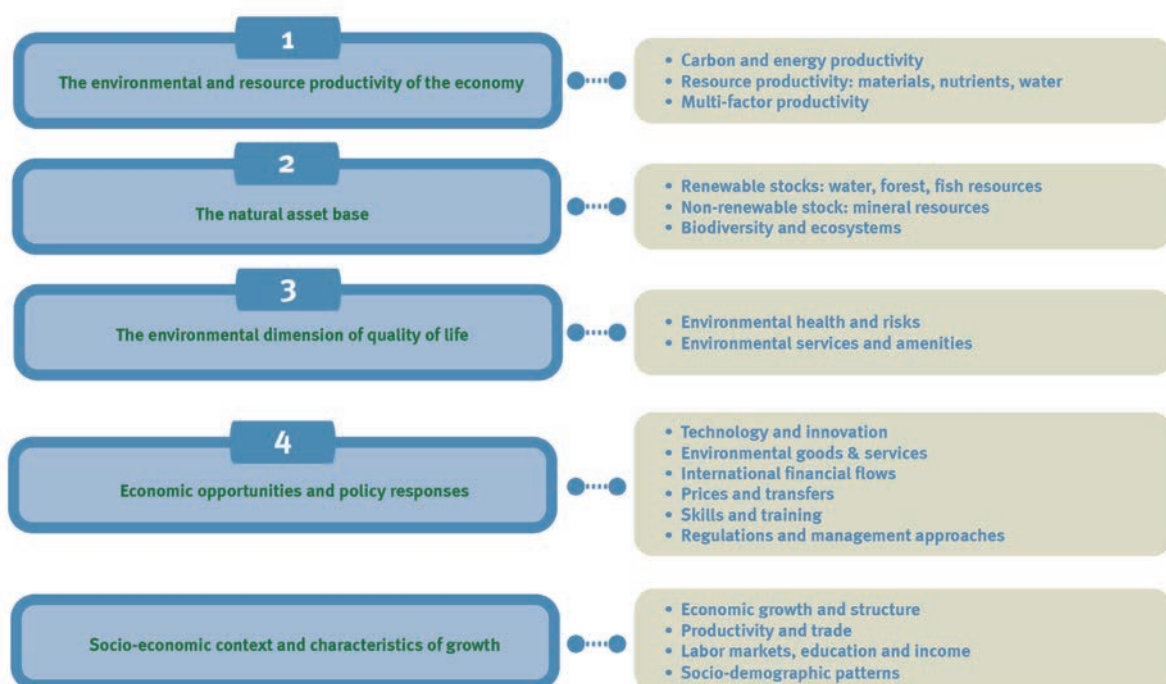 1
The environmental and resource productivity of the economy
• Carbon and energy productivity
• Resource productivity: materials, nutrients, water
• Multi-factor productivity
2
The natural asset base
• Renewable stocks: water, forest, fish resources
• Non-renewable stock: mineral resources
• Biodiversity and ecosystems
3
The environmental dimension of quality of life
• Environmental health and risks
• Environmental services and amenities
4
Economic opportunities and policy responses
• Technology and innovation
• Environmental goods & services
• International financial flows
• Prices and transfers
• Skills and training
• Regulations and management approaches
Socio-economic context and characteristics of growth
• Economic growth and structure
• Productivity and trade
• Labor markets, education and income
• Socio-demographic patterns